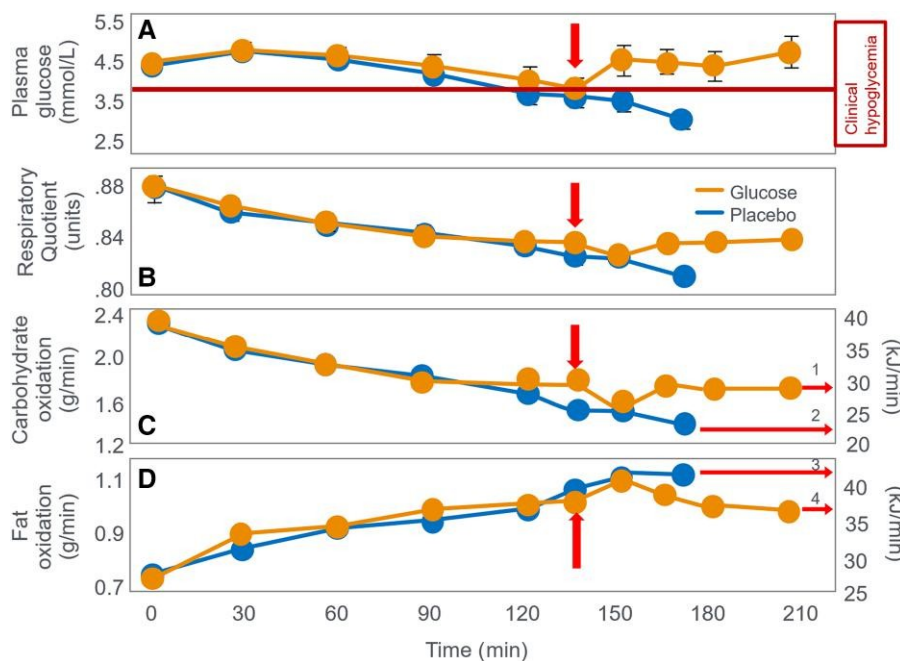 A
Plasma
glucose
(mmol/L)
5.5
4.5
3.5
2.5
Clinical
hypoglycemia
B
Respiratory
Quotient
(units)
.88
.84
.80
Glucose
Placebo
C
Carbohydrate
oxidation
(g/min)
2.4
2.0
1.6
1.2
40
35
30
25
20
(kJ/min)
1
2
D
Fat
oxidation
(g/min)
1.1
0.9
0.7
40
35
30
25
(kJ/min)
3
4
0 30 60 90 120 150 180 210
Time (min)